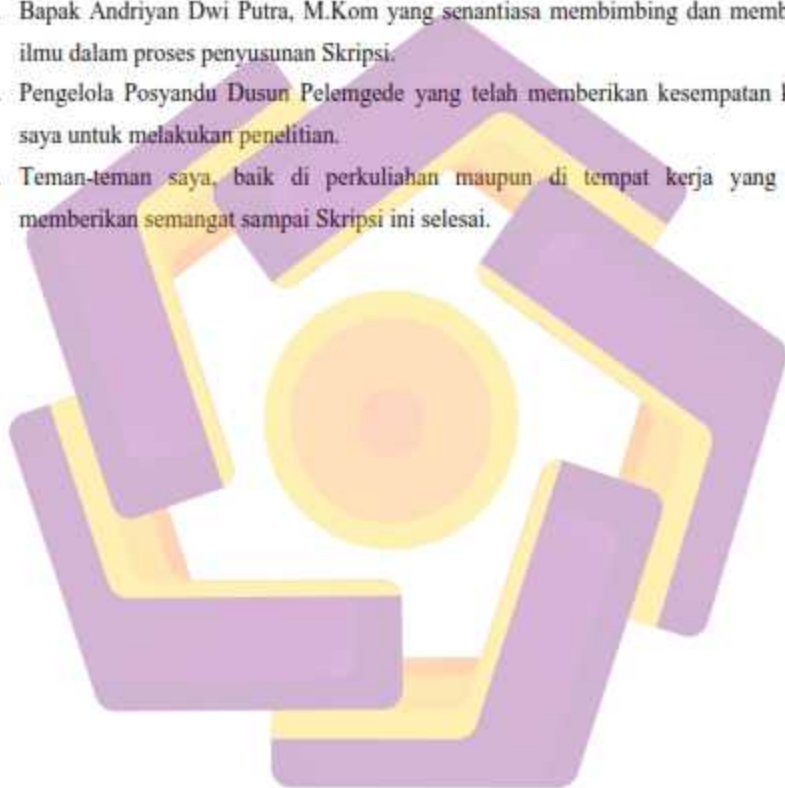 Bapak Andriyan Dwi Putra, M.Kom yang senantiasa membimbing dan
ilmu dalam proses penyusunan Skripsi.
Pengelola Posyandu Dusun Pelemgede yang telah memberikan kesempatan
saya untuk melakukan penelitian.
Teman-teman saya, baik di perkuliahan maupun di tempat kerja yang
memberikan semangat sampai Skripsi ini selesai.